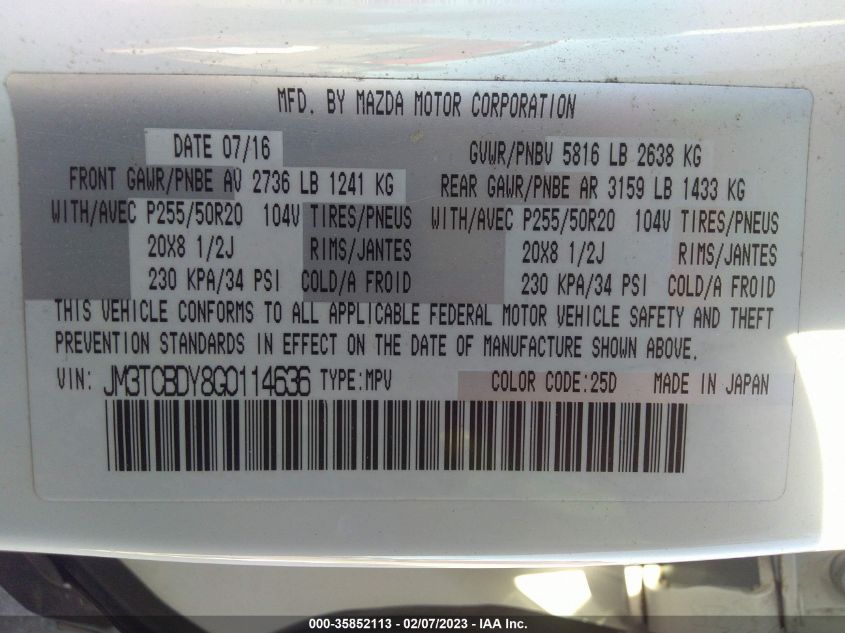 MFD. BY MAZDA MOTOR CORPORATION
DATE 07/16 GVWR/PNBV 5816 LB 2638 KG
FRONT GAWR/PNBE AV 2736 LB 1241 KG REAR GAWR/PNBE AR 3159 LB 1433 KG
WITH/AVEC P255/50R20 104V TIRES/PNEUS WITH/AVEC P255/50R20 104V TIRES/PNEUS
20X8 1/2J RIMS/JANTES 20X8 1/2J RIMS/JANTES
230 KPA/34 PSI COLD/A FROID 230 KPA/34 PSI COLD/A FROID
THIS VEHICLE CONFORMS TO ALL APPLICABLE FEDERAL MOTOR VEHICLE SAFETY AND THEFT
PREVENTION STANDARDS IN EFFECT ON THE DATE OF MANUFACTURE SHOWN ABOVE.
VIN: JM3TCBDY8G0114636 TYPE:MPV COLOR CODE:25D MADE IN JAPAN
000-35852113 - 02/07/2023 - IAA Inc.